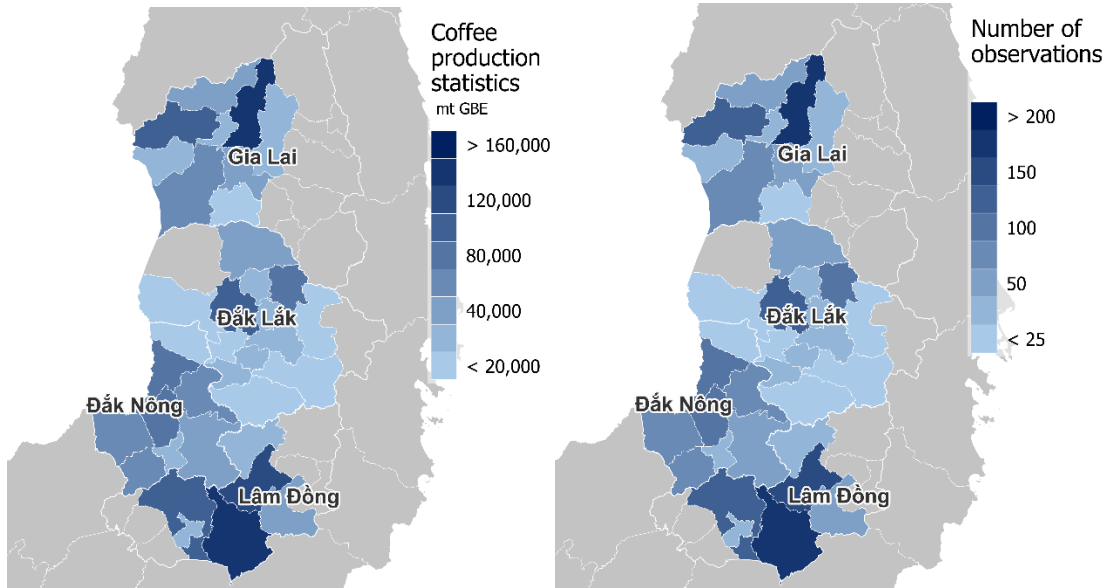 Coffee
production
statistics
mt GBE
> 160,000
120,000
80,000
40,000
< 20,000
Gia Lai
Đắk Lắk
Đắk Nông
Lâm Đồng
Number of
observations
> 200
150
100
50
< 25
Gia Lai
Đắk Lắk
Đắk Nông
Lâm Đồng